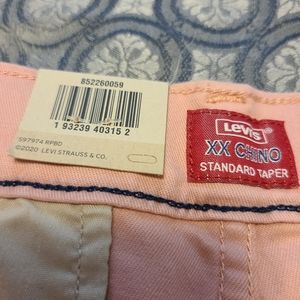 852260059
1 93239 40315 2
597974 RPBD
©2020 LEVI STRAUSS & CO.
Levi's
XX CHINO
STANDARD TAPER